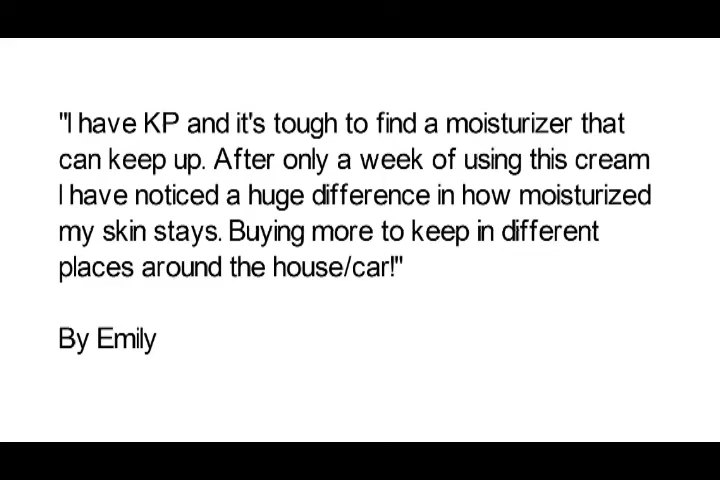 "I have KP and it's tough to find a moisturizer that
can keep up. After only a week of using this cream
I have noticed a huge difference in how moisturized
my skin stays. Buying more to keep in different
places around the house/car!"
By Emily